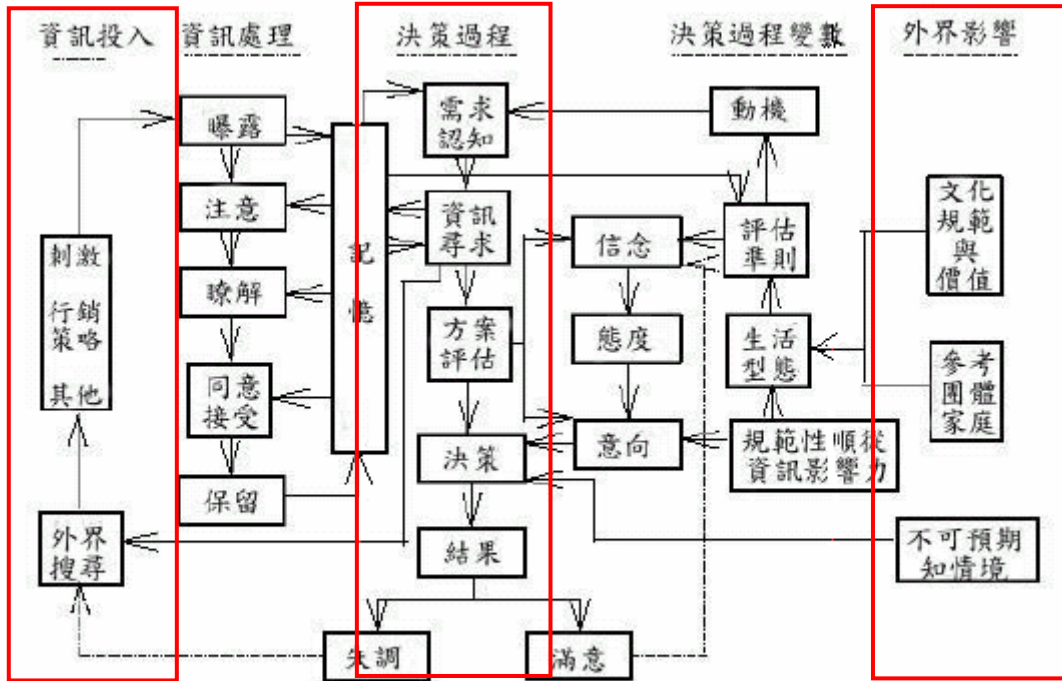 資訊投入
資訊處理
決策過程
決策過程變數
外界影響
刺激
行銷
策略
其他
外界
搜尋
曝露
注意
瞭解
同意
接受
保留
記
憶
需求
認知
資訊
尋求
方案
評估
決策
結果
失調
滿意
信念
態度
意向
動機
評估
準則
生活
型態
規範性順從
資訊影響力
文化
規範
與
價值
參考
團體
家庭
不可預期
知情境